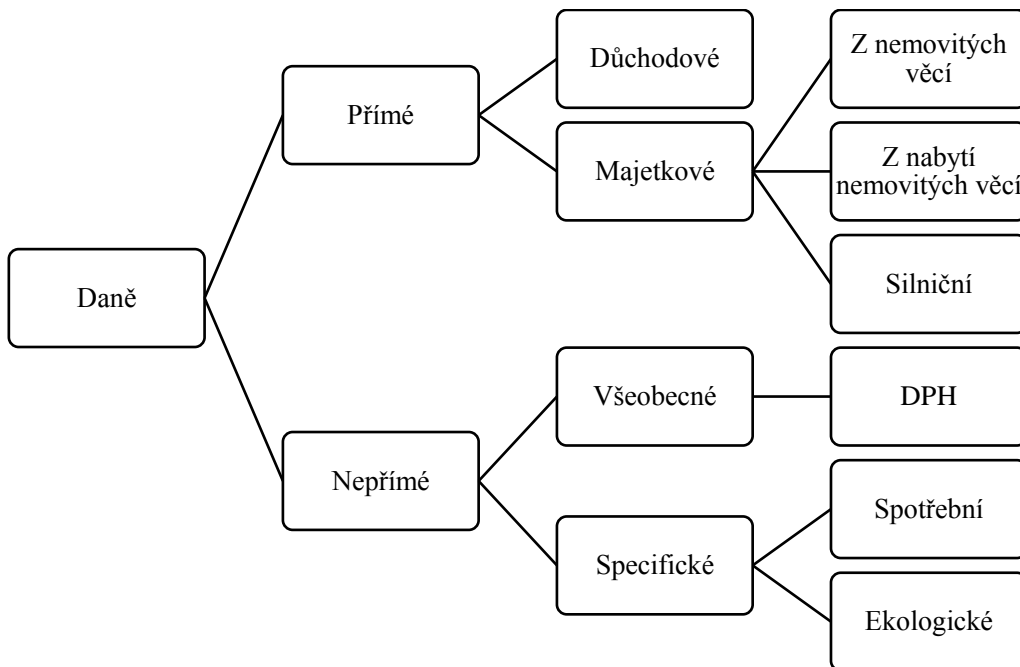 Daně
Přímé
Důchodové
Majetkové
Z nemovitých
věcí
Z nabytí
nemovitých věcí
Silniční
Nepřímé
Všeobecné
DPH
Specifické
Spotřební
Ekologické